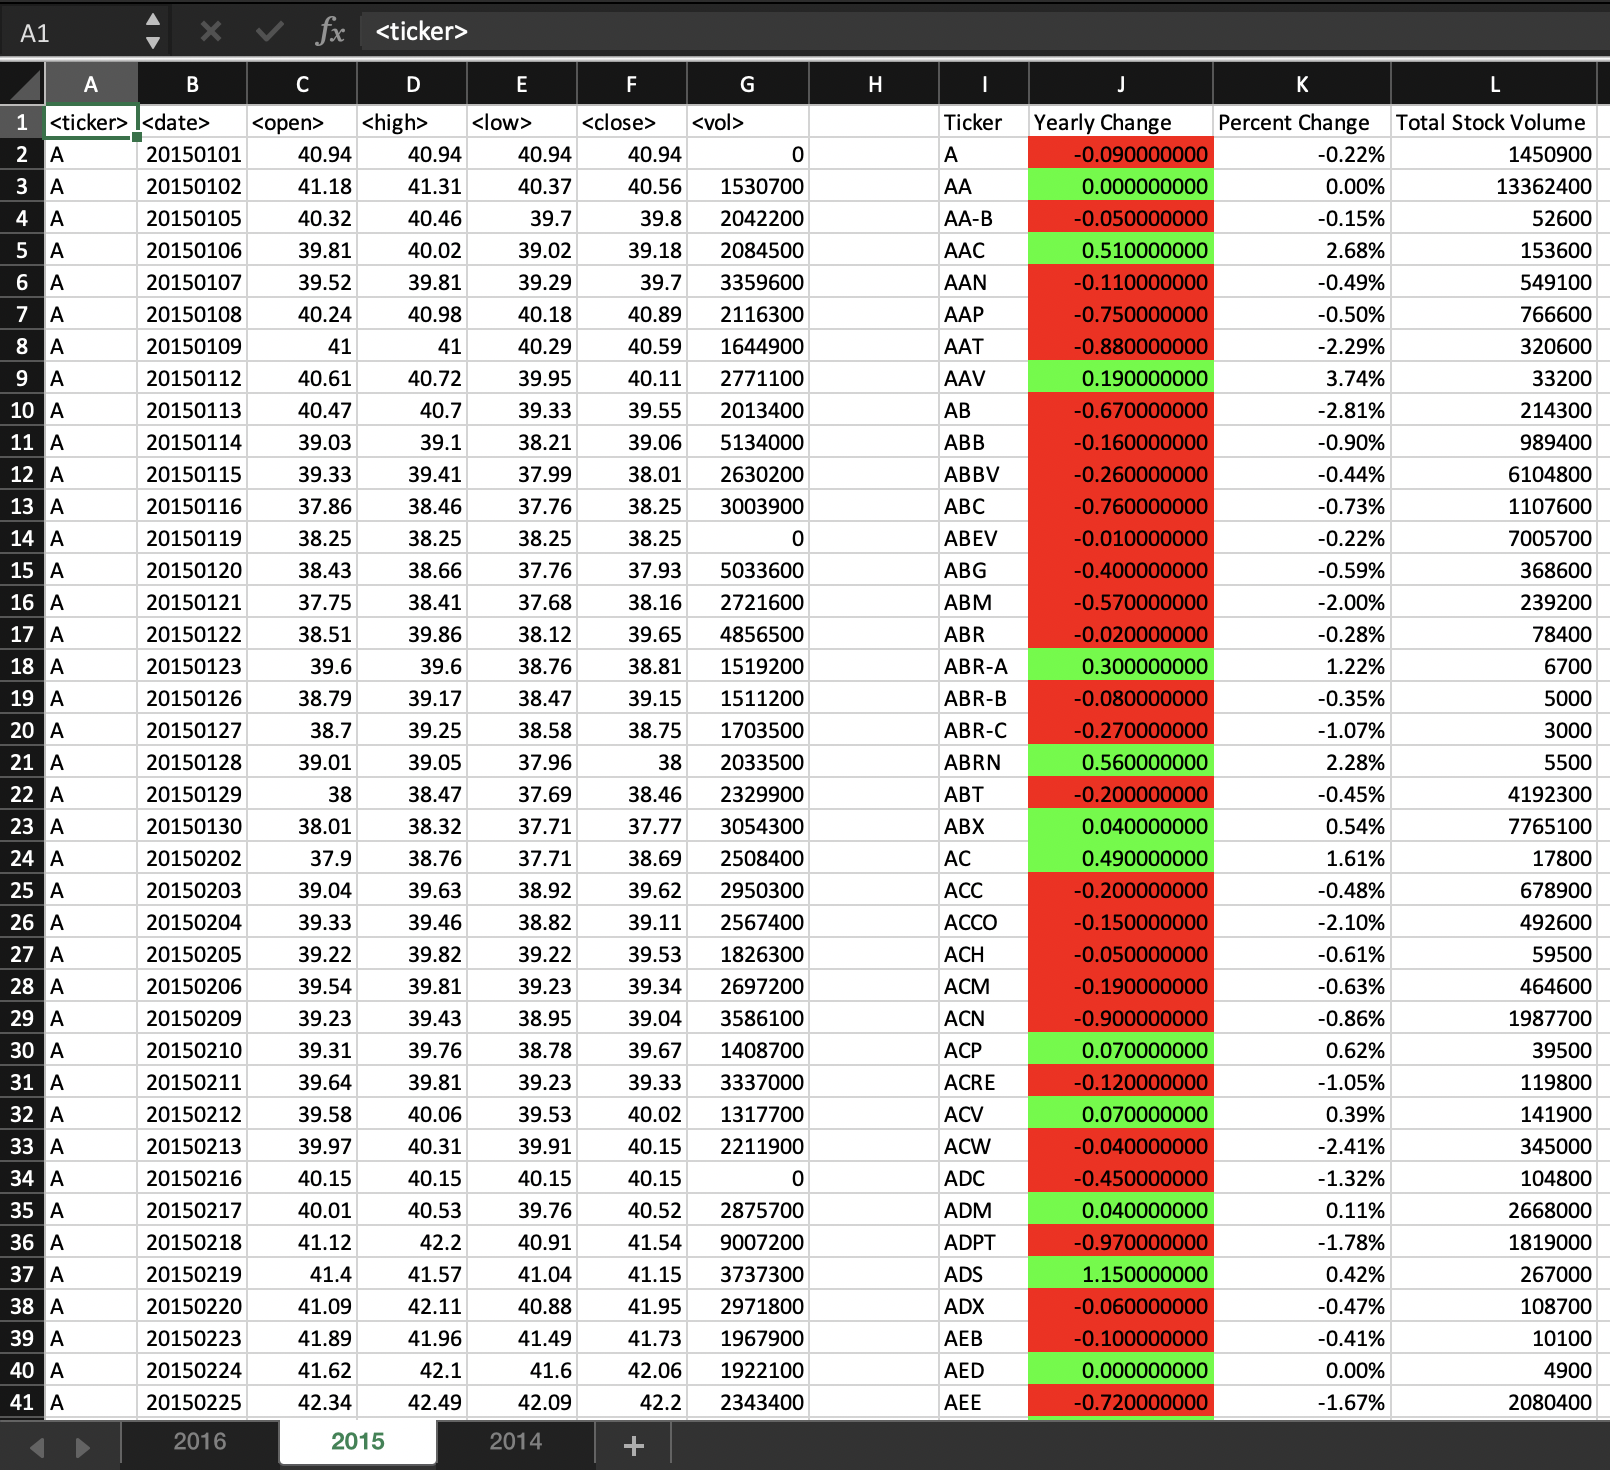 A1 fx <ticker>
A B C D E F G H I J K L
1 <ticker> <date> <open> <high> <low> <close> <vol> Ticker Yearly Change Percent Change Total Stock Volume
2 A 20150101 40.94 40.94 40.94 40.94 0 A -0.090000000 -0.22% 1450900
3 A 20150102 41.18 41.31 40.37 40.56 1530700 AA 0.000000000 0.00% 13362400
4 A 20150105 40.32 40.46 39.7 39.8 2042200 AA-B -0.050000000 -0.15% 52600
5 A 20150106 39.81 40.02 39.02 39.18 2084500 AAC 0.510000000 2.68% 153600
6 A 20150107 39.52 39.81 39.29 39.7 3359600 AAN -0.110000000 -0.49% 549100
7 A 20150108 40.24 40.98 40.18 40.89 2116300 AAP -0.750000000 -0.50% 766600
8 A 20150109 41 41 40.29 40.59 1644900 AAT -0.880000000 -2.29% 320600
9 A 20150112 40.61 40.72 39.95 40.11 2771100 AAV 0.190000000 3.74% 33200
10 A 20150113 40.47 40.7 39.33 39.55 2013400 AB -0.670000000 -2.81% 214300
11 A 20150114 39.03 39.1 38.21 39.06 5134000 ABB -0.160000000 -0.90% 989400
12 A 20150115 39.33 39.41 37.99 38.01 2630200 ABBV -0.260000000 -0.44% 6104800
13 A 20150116 37.86 38.46 37.76 38.25 3003900 ABC -0.760000000 -0.73% 1107600
14 A 20150119 38.25 38.25 38.25 38.25 0 ABEV -0.010000000 -0.22% 7005700
15 A 20150120 38.43 38.66 37.76 37.93 5033600 ABG -0.400000000 -0.59% 368600
16 A 20150121 37.75 38.41 37.68 38.16 2721600 ABM -0.570000000 -2.00% 239200
17 A 20150122 38.51 39.86 38.12 39.65 4856500 ABR -0.020000000 -0.28% 78400
18 A 20150123 39.6 39.6 38.76 38.81 1519200 ABR-A 0.300000000 1.22% 6700
19 A 20150126 38.79 39.17 38.47 39.15 1511200 ABR-B -0.080000000 -0.35% 5000
20 A 20150127 38.7 39.25 38.58 38.75 1703500 ABR-C -0.270000000 -1.07% 3000
21 A 20150128 39.01 39.05 37.96 38 2033500 ABRN 0.560000000 2.28% 5500
22 A 20150129 38 38.47 37.69 38.46 2329900 ABT -0.200000000 -0.45% 4192300
23 A 20150130 38.01 38.32 37.71 37.77 3054300 ABX 0.040000000 0.54% 7765100
24 A 20150202 37.9 38.76 37.71 38.69 2508400 AC 0.490000000 1.61% 17800
25 A 20150203 39.04 39.63 38.92 39.62 2950300 ACC -0.200000000 -0.48% 678900
26 A 20150204 39.33 39.46 38.82 39.11 2567400 ACCO -0.150000000 -2.10% 492600
27 A 20150205 39.22 39.82 39.22 39.53 1826300 ACH -0.050000000 -0.61% 59500
28 A 20150206 39.54 39.81 39.23 39.34 2697200 ACM -0.190000000 -0.63% 464600
29 A 20150209 39.23 39.43 38.95 39.04 3586100 ACN -0.900000000 -0.86% 1987700
30 A 20150210 39.31 39.76 38.78 39.67 1408700 ACP 0.070000000 0.62% 39500
31 A 20150211 39.64 39.81 39.23 39.33 3337000 ACRE -0.120000000 -1.05% 119800
32 A 20150212 39.58 40.06 39.53 40.02 1317700 ACV 0.070000000 0.39% 141900
33 A 20150213 39.97 40.31 39.91 40.15 2211900 ACW -0.040000000 -2.41% 345000
34 A 20150216 40.15 40.15 40.15 40.15 0 ADC -0.450000000 -1.32% 104800
35 A 20150217 40.01 40.53 39.76 40.52 2875700 ADM 0.040000000 0.11% 2668000
36 A 20150218 41.12 42.2 40.91 41.54 9007200 ADPT -0.970000000 -1.78% 1819000
37 A 20150219 41.4 41.57 41.04 41.15 3737300 ADS 1.150000000 0.42% 267000
38 A 20150220 41.09 42.11 40.88 41.95 2971800 ADX -0.060000000 -0.47% 108700
39 A 20150223 41.89 41.96 41.49 41.73 1967900 AEB -0.100000000 -0.41% 10100
40 A 20150224 41.62 42.1 41.6 42.06 1922100 AED 0.000000000 0.00% 4900
41 A 20150225 42.34 42.49 42.09 42.2 2343400 AEE -0.720000000 -1.67% 2080400
2016 2015 2014 +